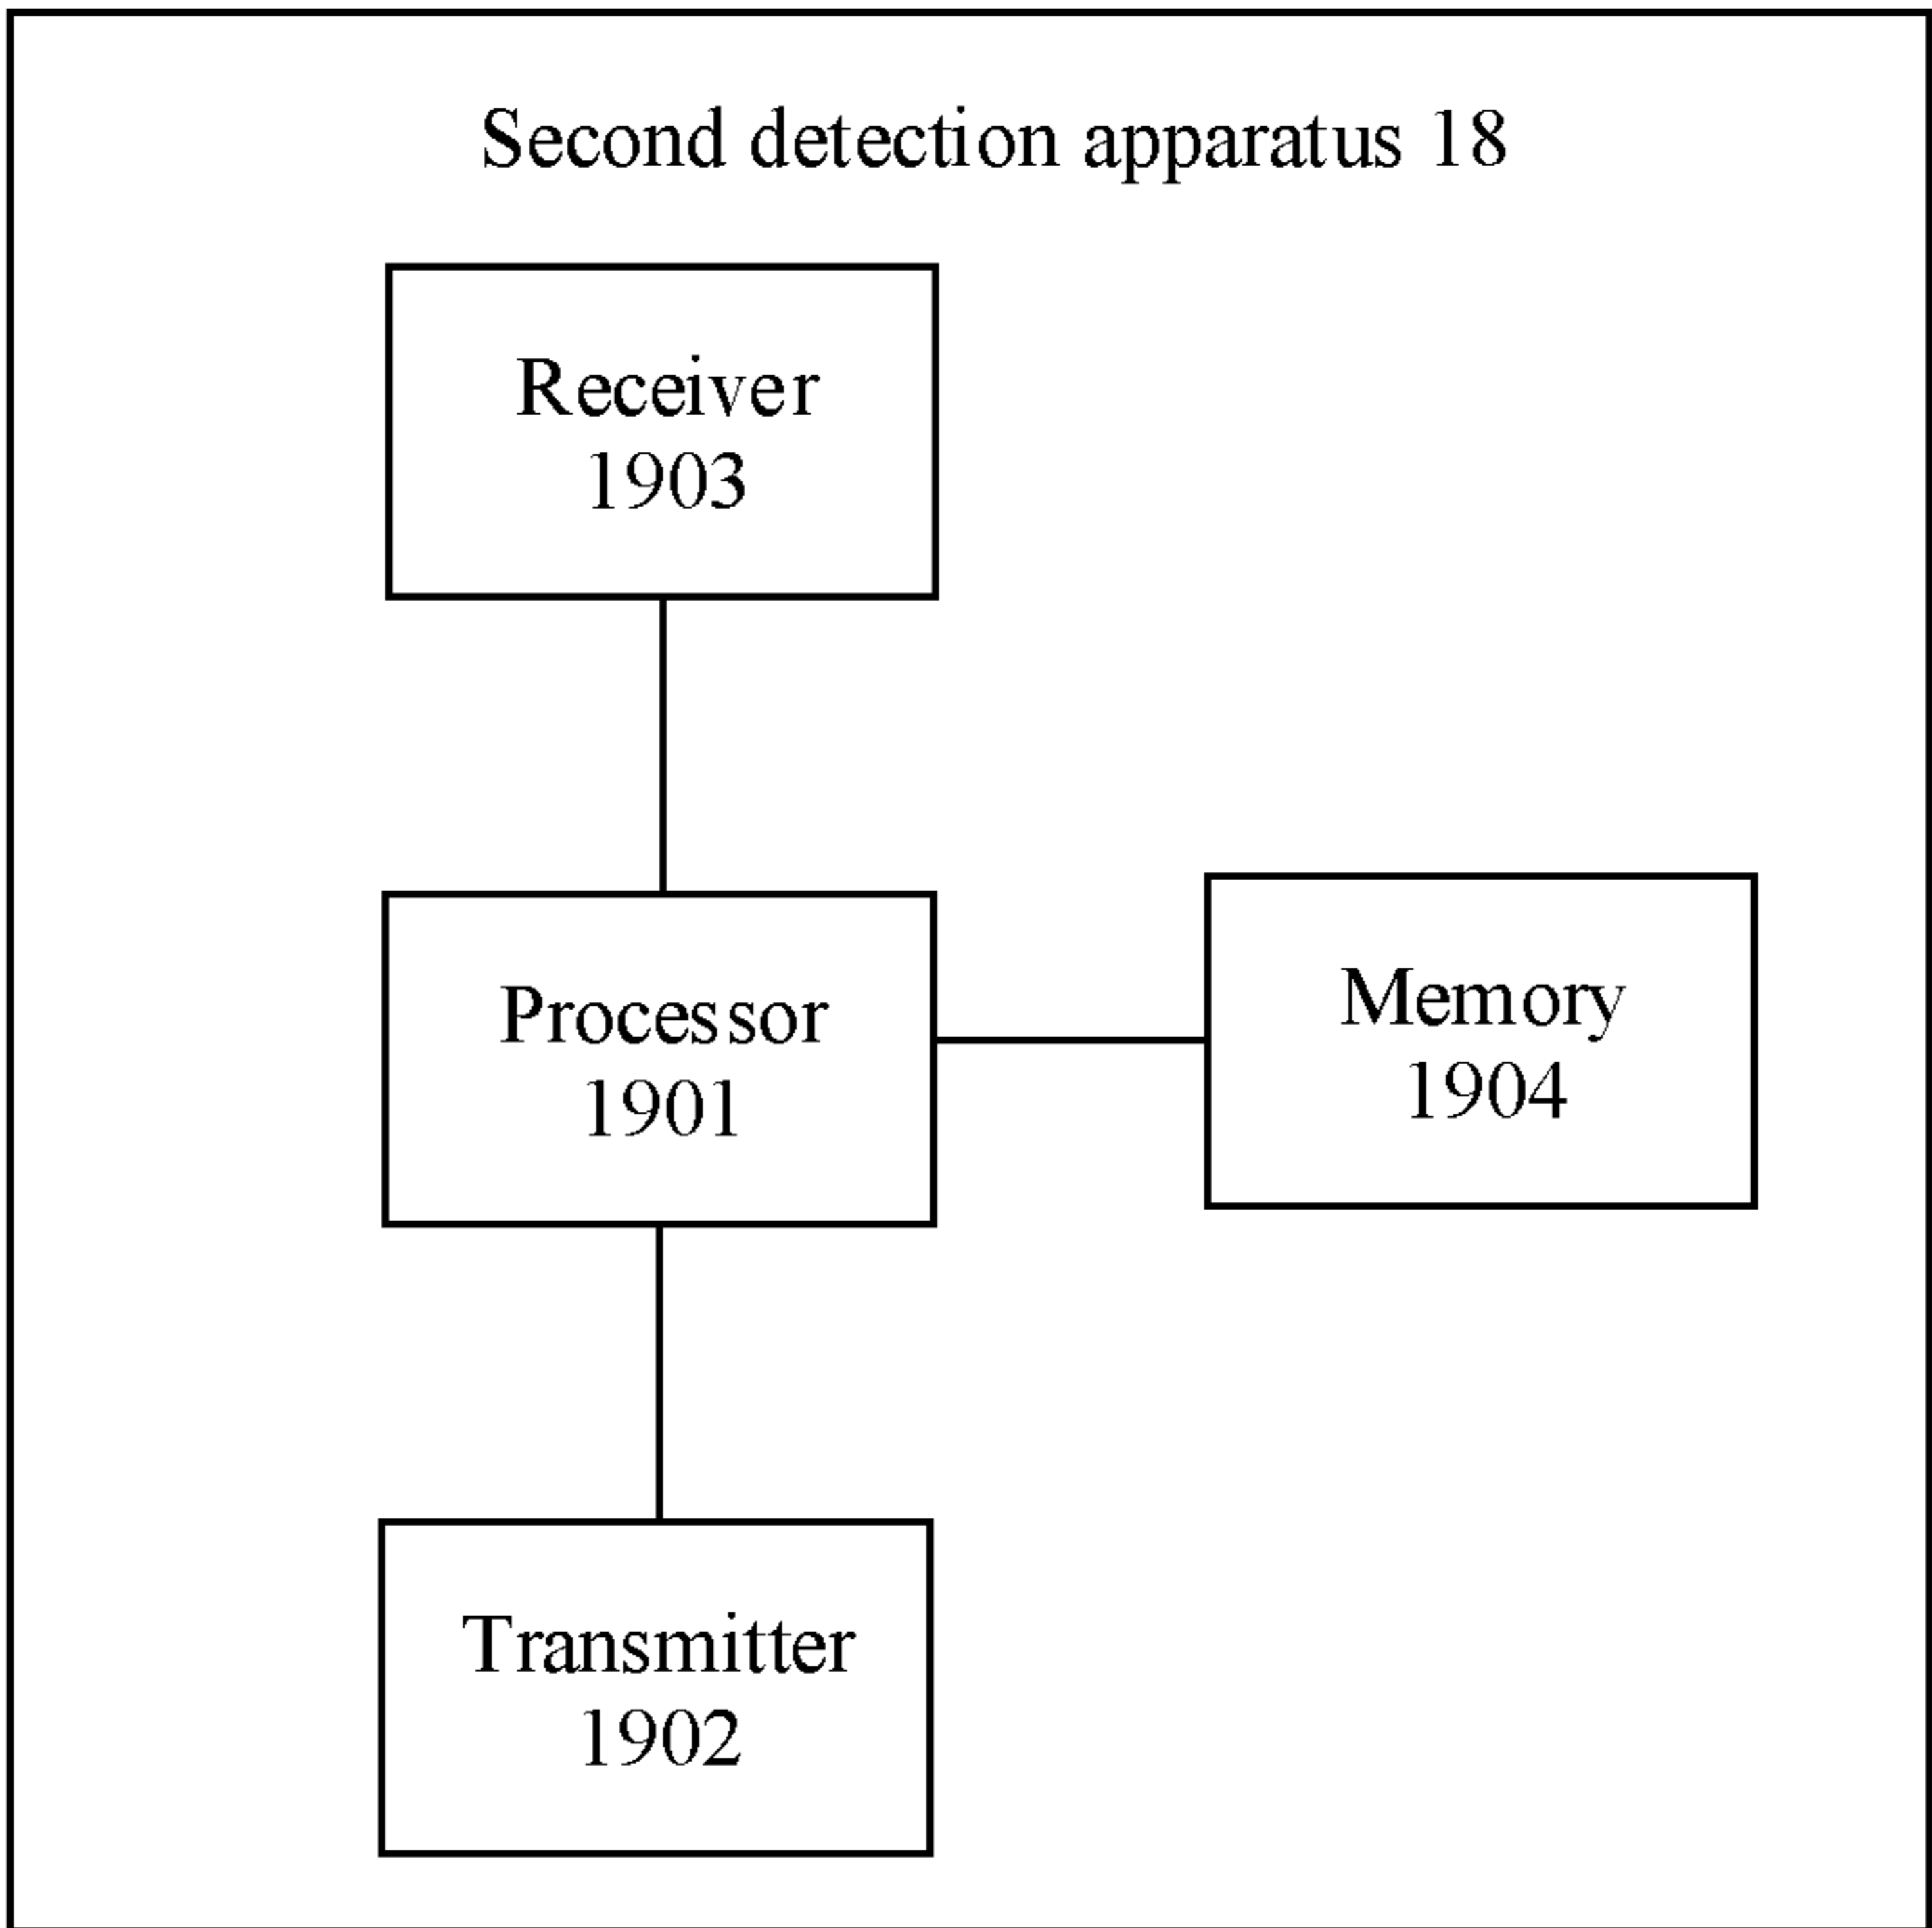 Second detection apparatus 18
Receiver
1903
Processor
1901
Memory
1904
Transmitter
1902